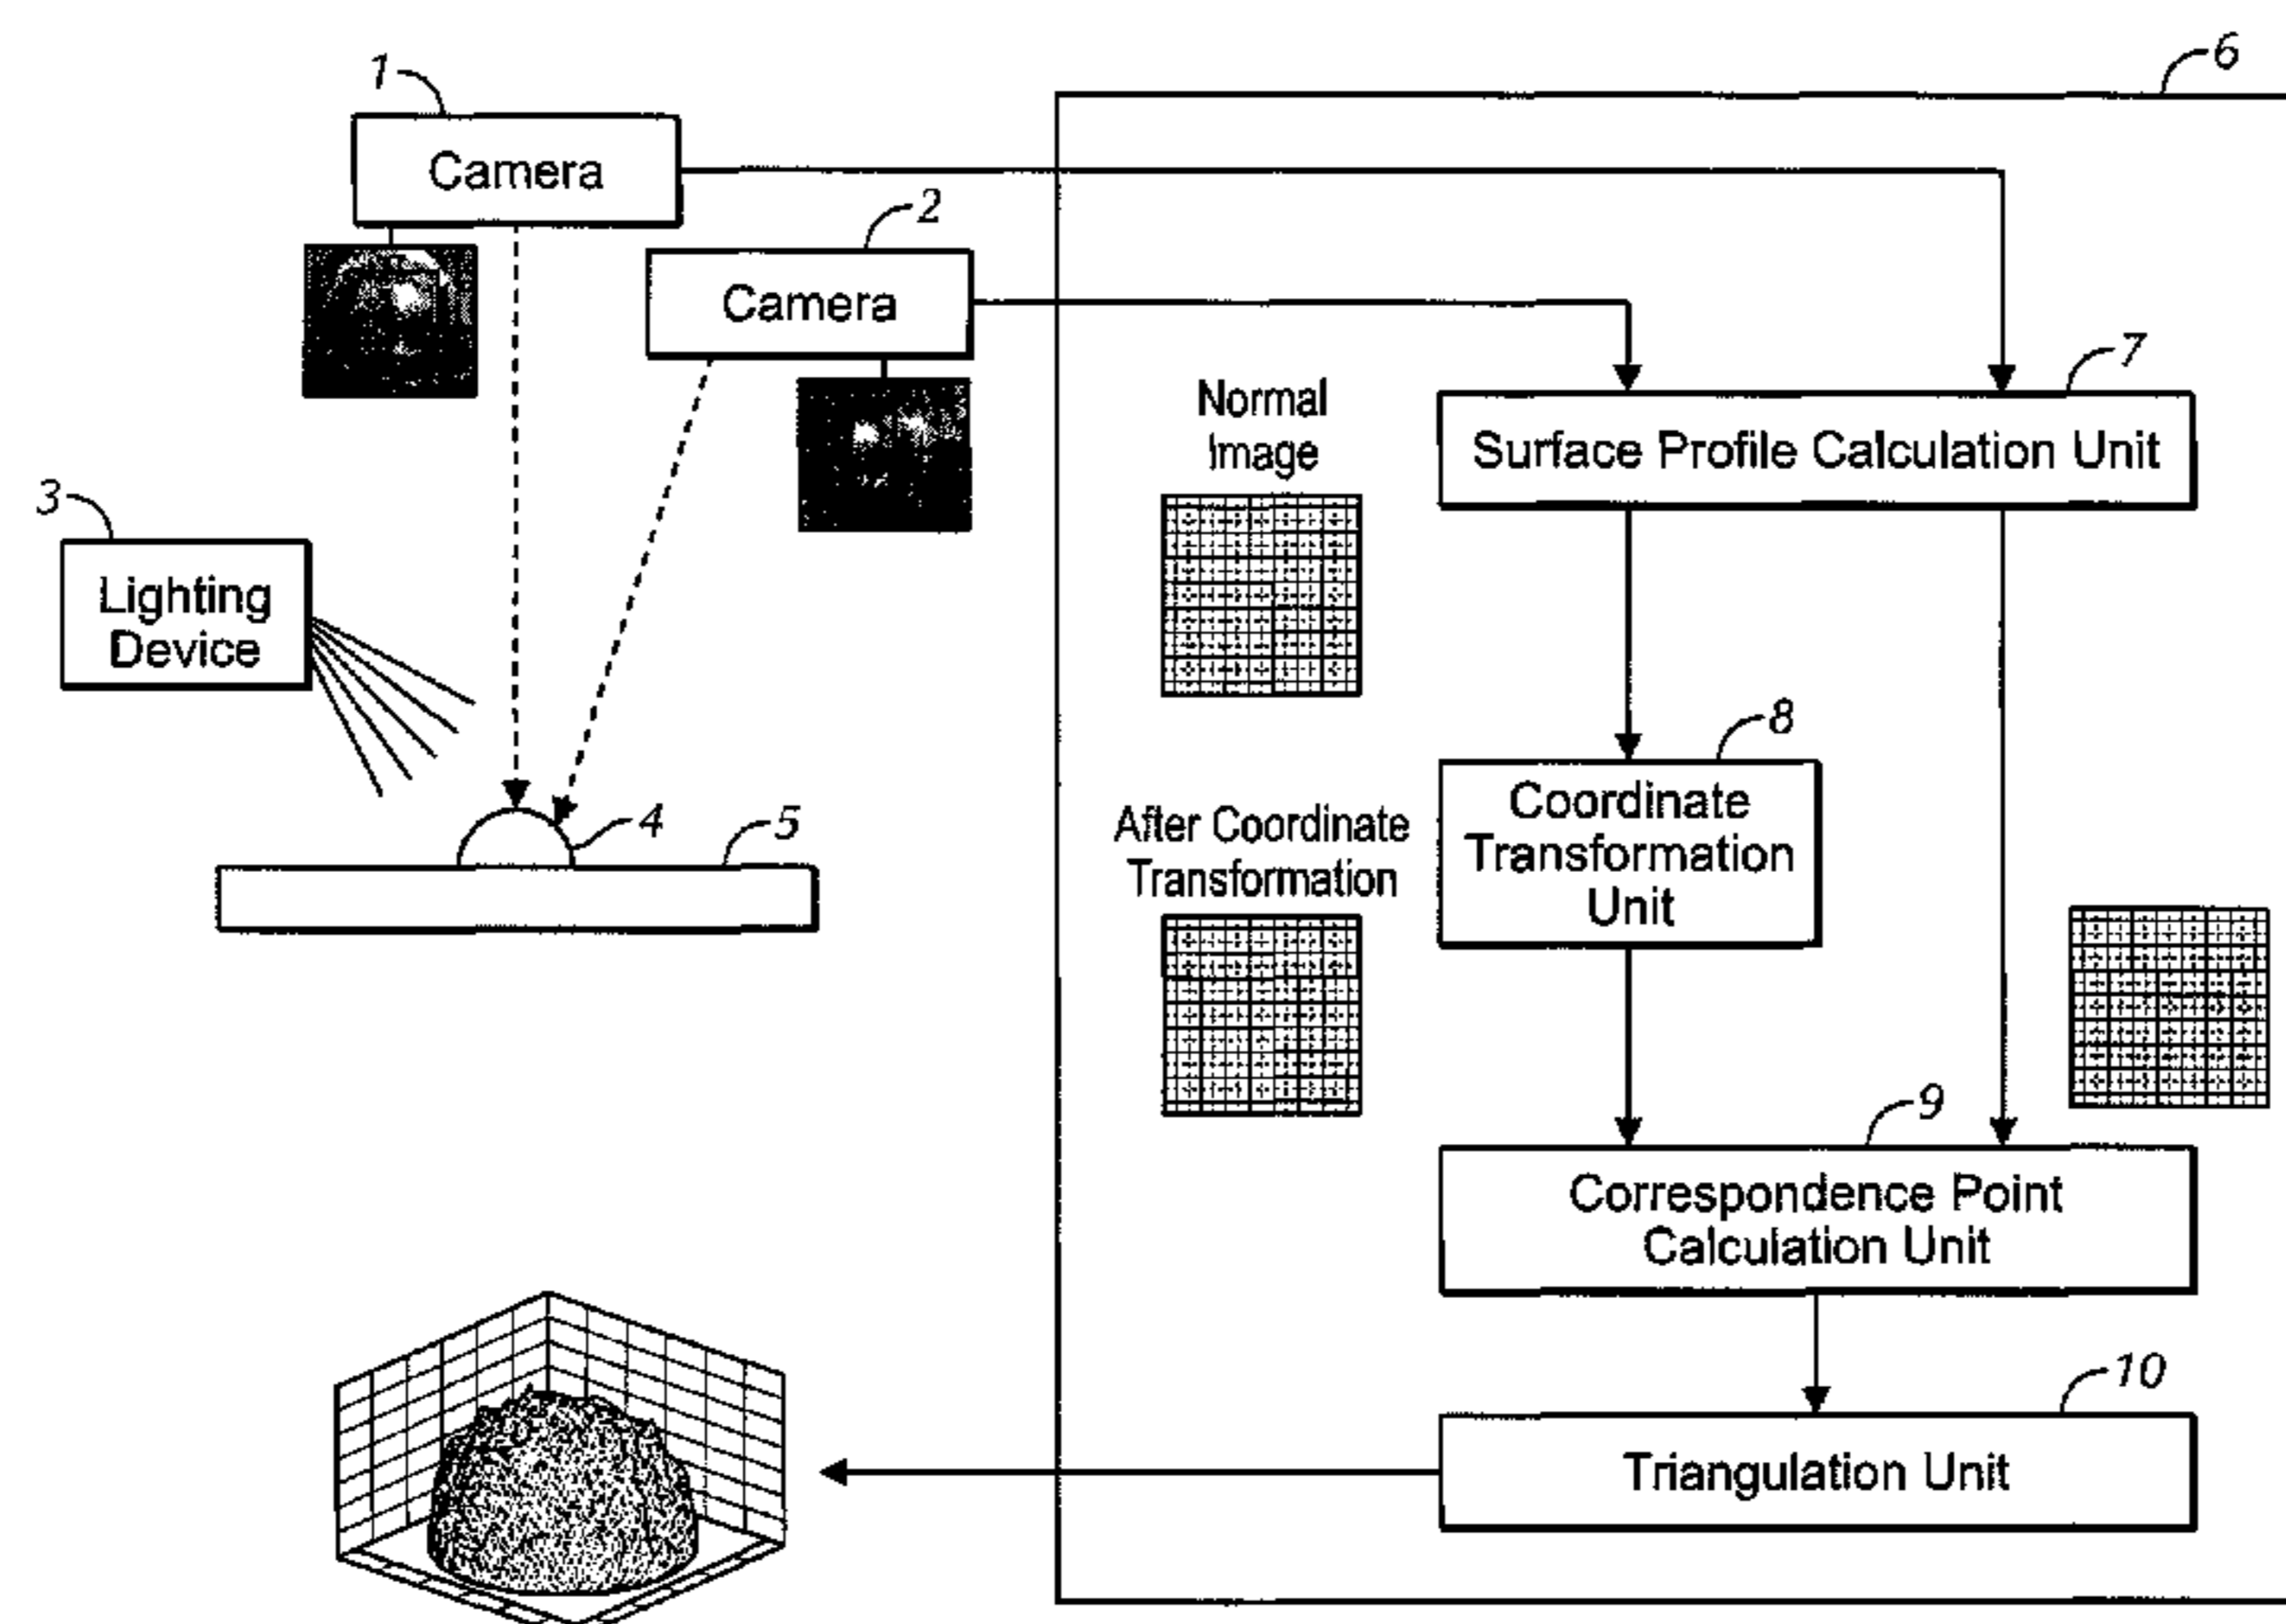 1
6
Camera
2
Camera
7
Normal
Image
Surface Profile Calculation Unit
3
Lighting
Device
8
Coordinate
Transformation
Unit
4
5
After Coordinate
Transformation
9
Correspondence Point
Calculation Unit
10
Triangulation Unit